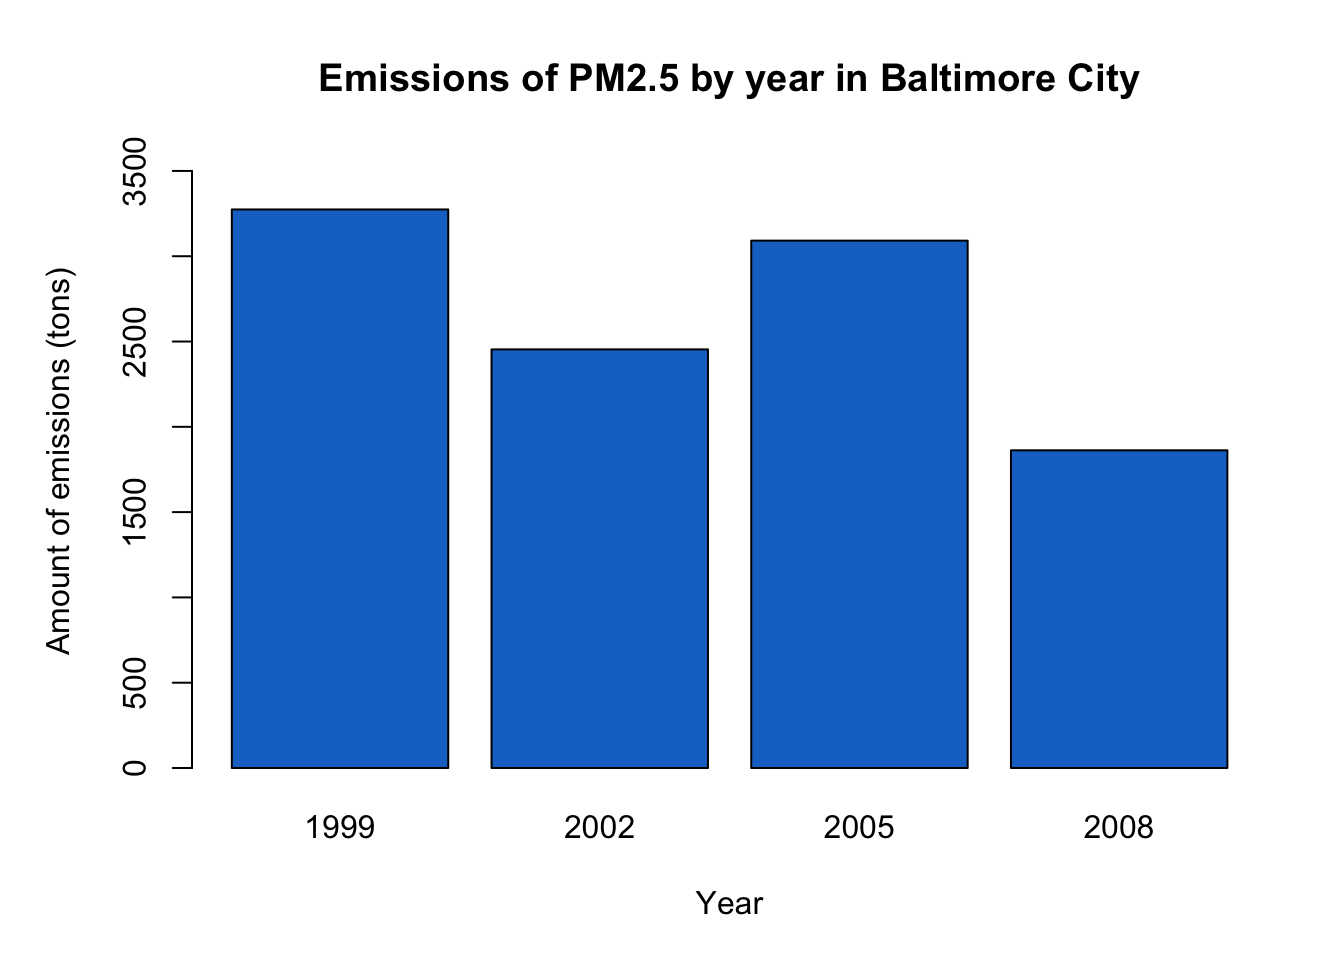 Emissions of PM2.5 by year in Baltimore City
Amount of emissions (tons)
3500
2500
1500
500
0
1999 2002 2005 2008
Year